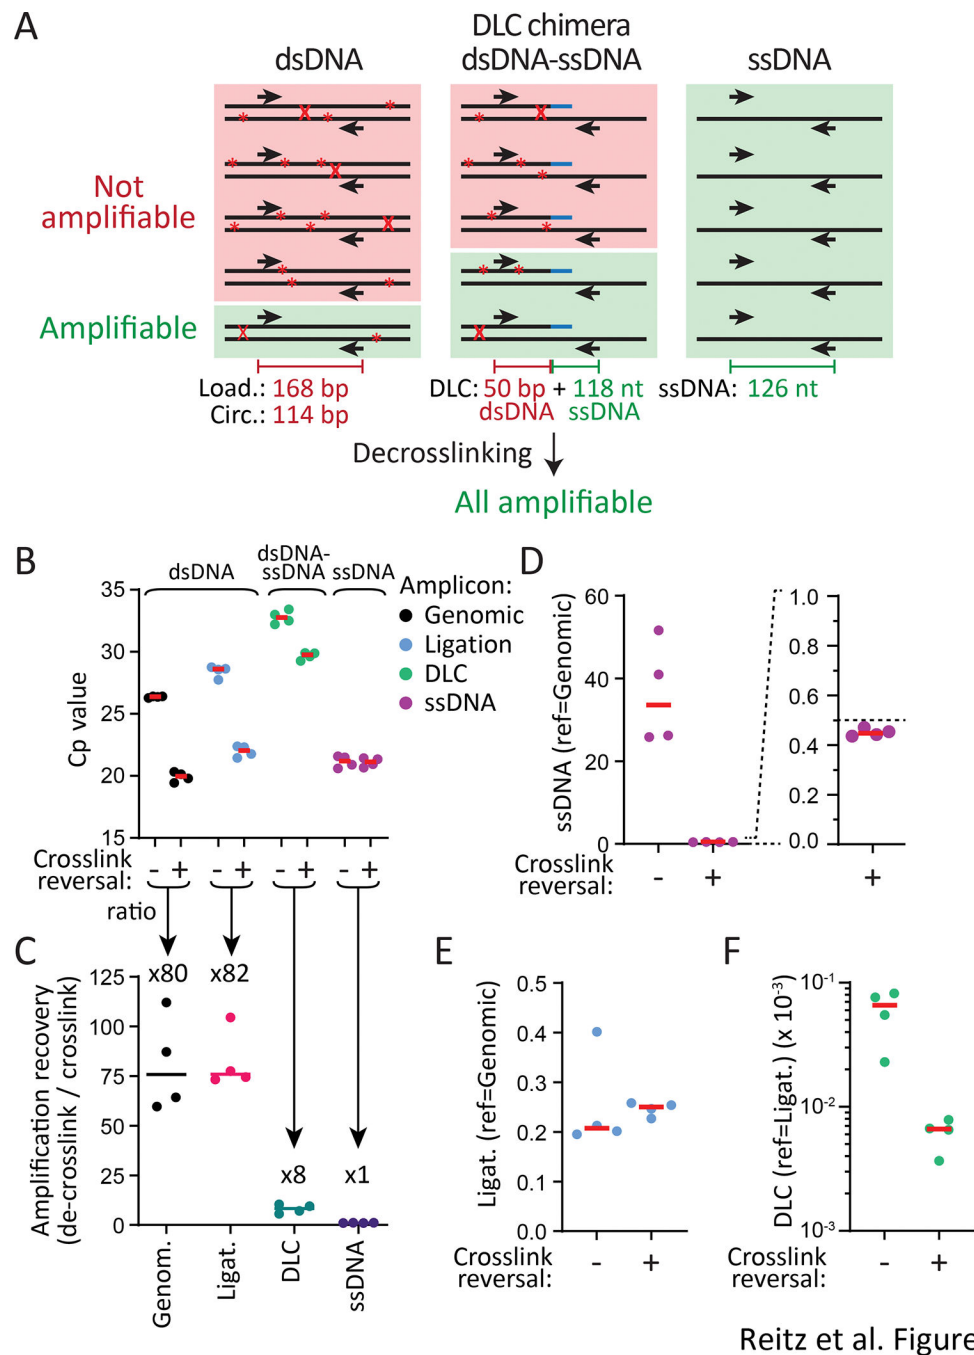 A
dsDNA
DLC chimera
dsDNA-ssDNA
ssDNA
Not
amplifiable
Amplifiable
Load.: 168 bp
Circ.: 114 bp
DLC: 50 bp + 118 nt
dsDNA ssDNA
ssDNA: 126 nt
Decrosslinking
All amplifiable
B
dsDNA
dsDNA-
ssDNA
ssDNA
Amplicon:
Genomic
Ligation
DLC
ssDNA
Cp value
35
30
25
20
15
Crosslink
reversal:
- + - + - + - +
ratio
C
Amplification recovery
(de-crosslink / crosslink)
125
100
75
50
25
0
x80
x82
x8
x1
Genom.
Ligat.
DLC
ssDNA
D
ssDNA (ref=Genomic)
60
40
20
0
1.0
0.8
0.6
0.4
0.2
0.0
Crosslink
reversal:
- + +
E
Ligat. (ref=Genomic)
0.5
0.4
0.3
0.2
0.1
0.0
Crosslink
reversal:
- +
F
DLC (ref=Ligat.) (x 10⁻³)
10⁻¹
10⁻²
10⁻³
Crosslink
reversal:
- +
Reitz et al. Figure